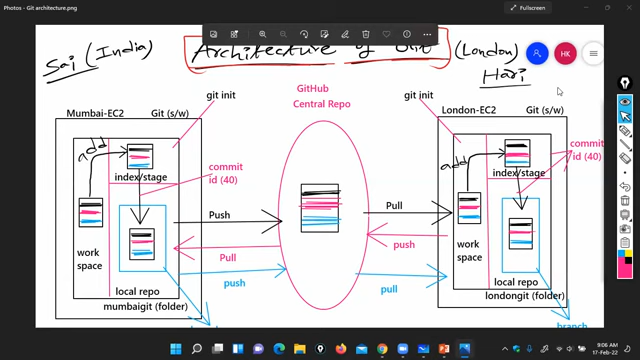 Photos - Git architecture.png
Fullscreen
Sai (India)
Architecture of Git
(London)
Hari
HK
GitHub
Central Repo
git init
git init
Mumbai-EC2
Git (s/w)
London-EC2
Git (s/w)
add
index/stage
commit
id (40)
add
index/stage
commit
id (40)
Push
Pull
work
space
Pull
push
work
space
push
pull
local repo
mumbaigit (folder)
local repo
londongit (folder)
branch
9:06 AM
17-Feb-22